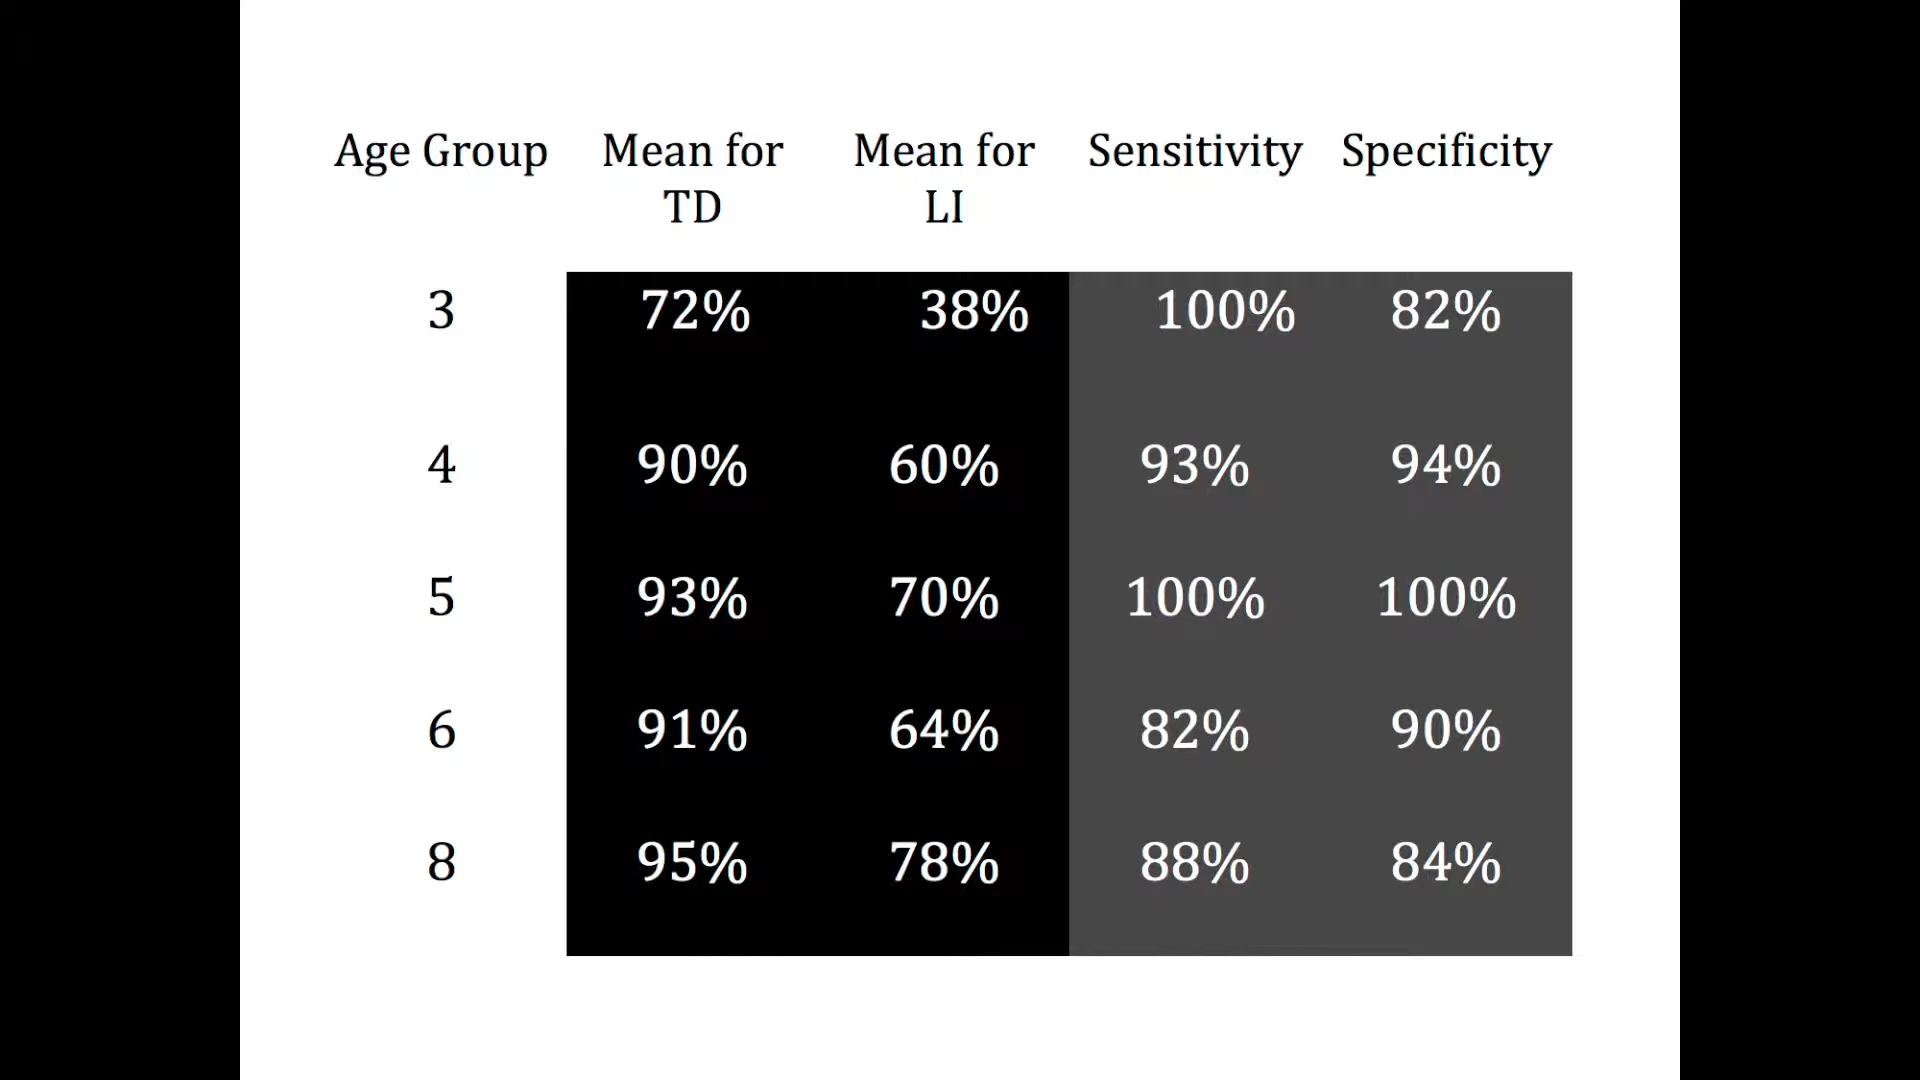 Age Group Mean for Mean for Sensitivity Specificity
TD LI
3 72% 38% 100% 82%
4 90% 60% 93% 94%
5 93% 70% 100% 100%
6 91% 64% 82% 90%
8 95% 78% 88% 84%